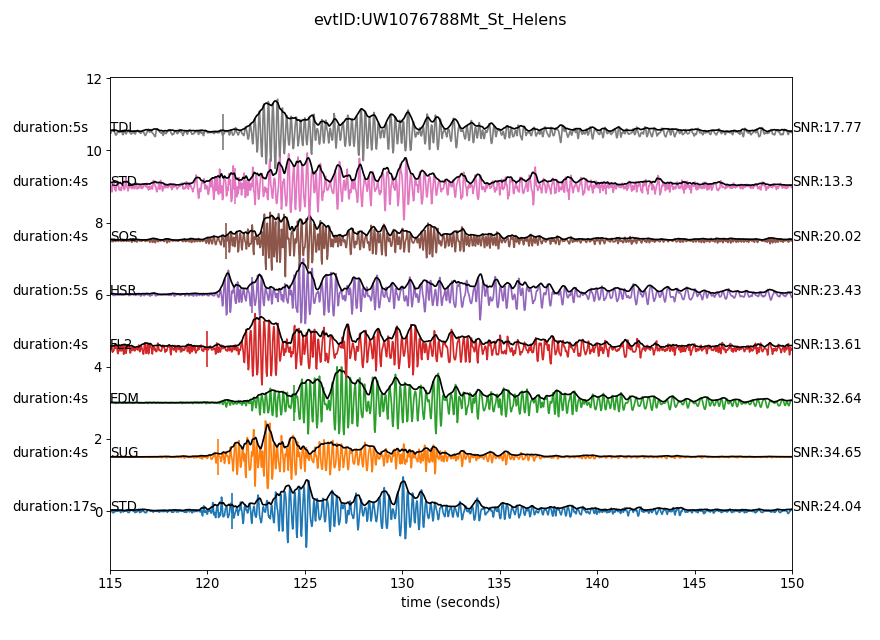 evtID:UW1076788Mt_St_Helens
12
duration:5s TDL SNR:17.77
10
duration:4s STD SNR:13.3
8
duration:4s SOS SNR:20.02
duration:5s HSR SNR:23.43
6
duration:4s FL2 SNR:13.61
4
duration:4s EDM SNR:32.64
2
duration:4s SUG SNR:34.65
duration:17s STD SNR:24.04
0
115 120 125 130 135 140 145 150
time (seconds)